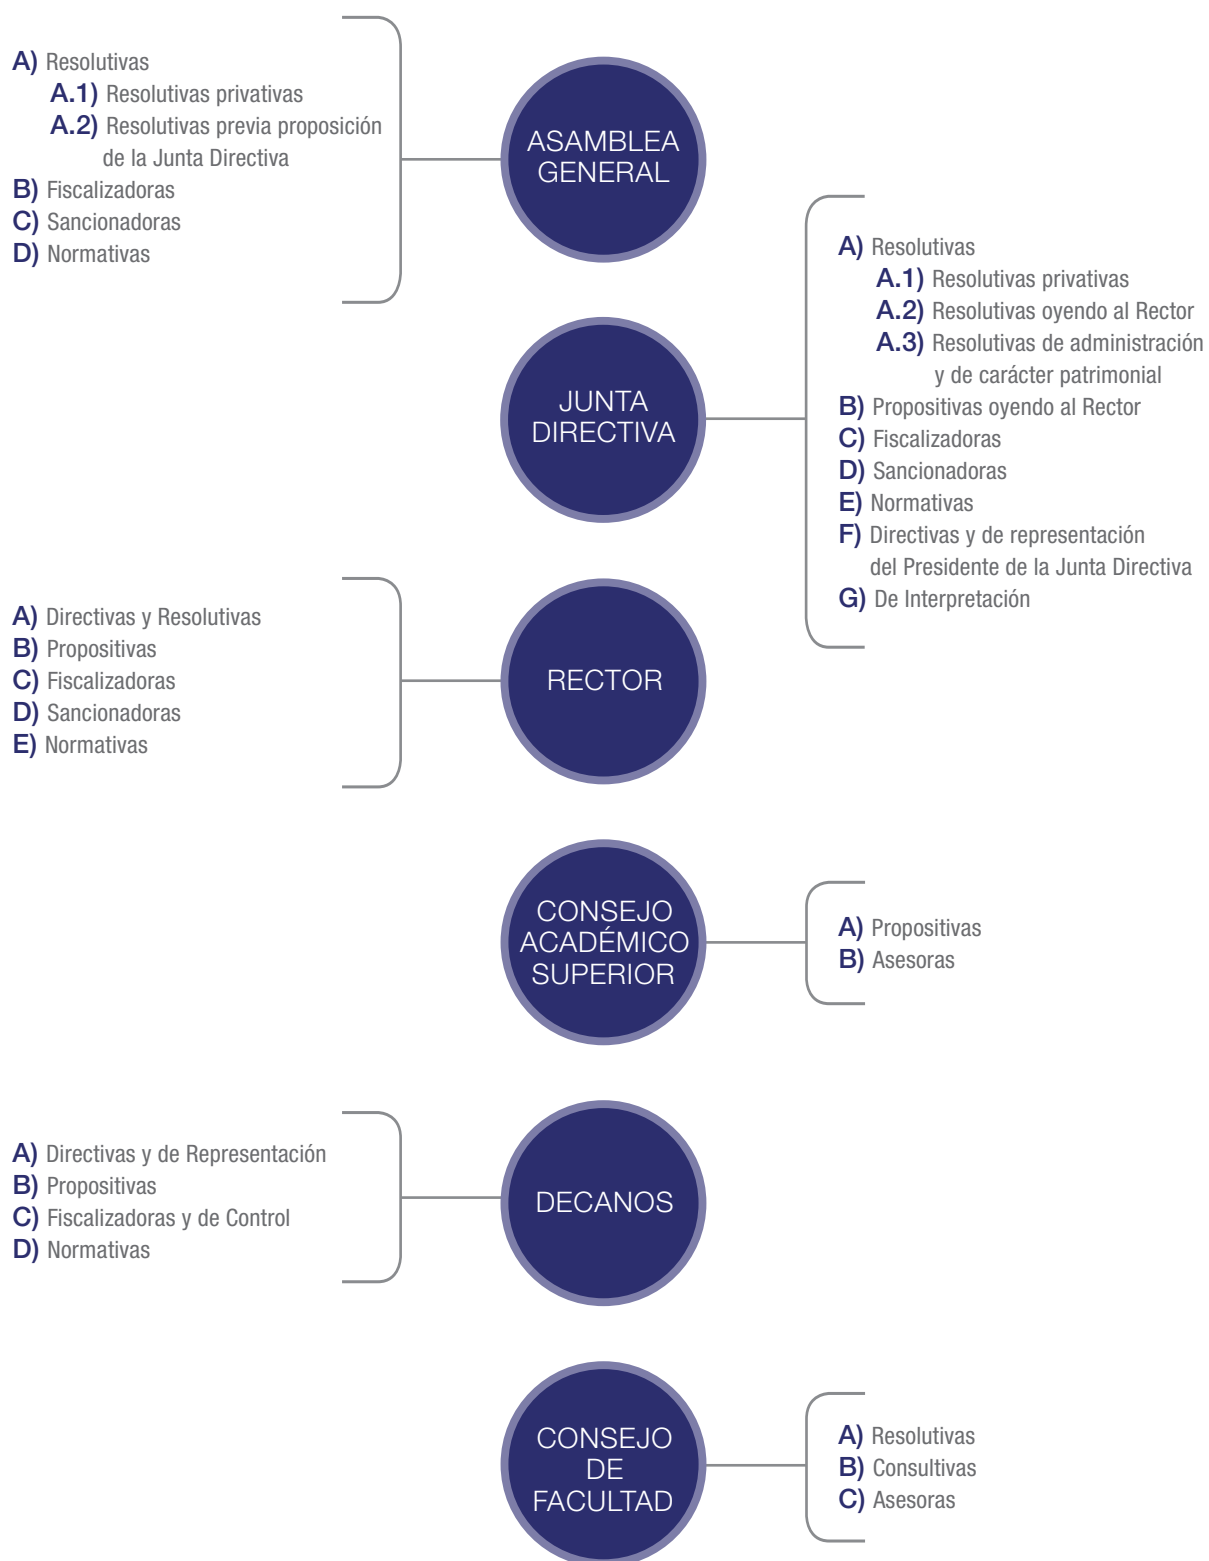 A) Resolutivas
A.1) Resolutivas privativas
A.2) Resolutivas previa proposición
de la Junta Directiva
B) Fiscalizadoras
C) Sancionadoras
D) Normativas
ASAMBLEA
GENERAL
JUNTA
DIRECTIVA
A) Resolutivas
A.1) Resolutivas privativas
A.2) Resolutivas oyendo al Rector
A.3) Resolutivas de administración
y de carácter patrimonial
B) Propositivas oyendo al Rector
C) Fiscalizadoras
D) Sancionadoras
E) Normativas
F) Directivas y de representación
del Presidente de la Junta Directiva
G) De Interpretación
A) Directivas y Resolutivas
B) Propositivas
C) Fiscalizadoras
D) Sancionadoras
E) Normativas
RECTOR
CONSEJO
ACADÉMICO
SUPERIOR
A) Propositivas
B) Asesoras
A) Directivas y de Representación
B) Propositivas
C) Fiscalizadoras y de Control
D) Normativas
DECANOS
CONSEJO
DE
FACULTAD
A) Resolutivas
B) Consultivas
C) Asesoras